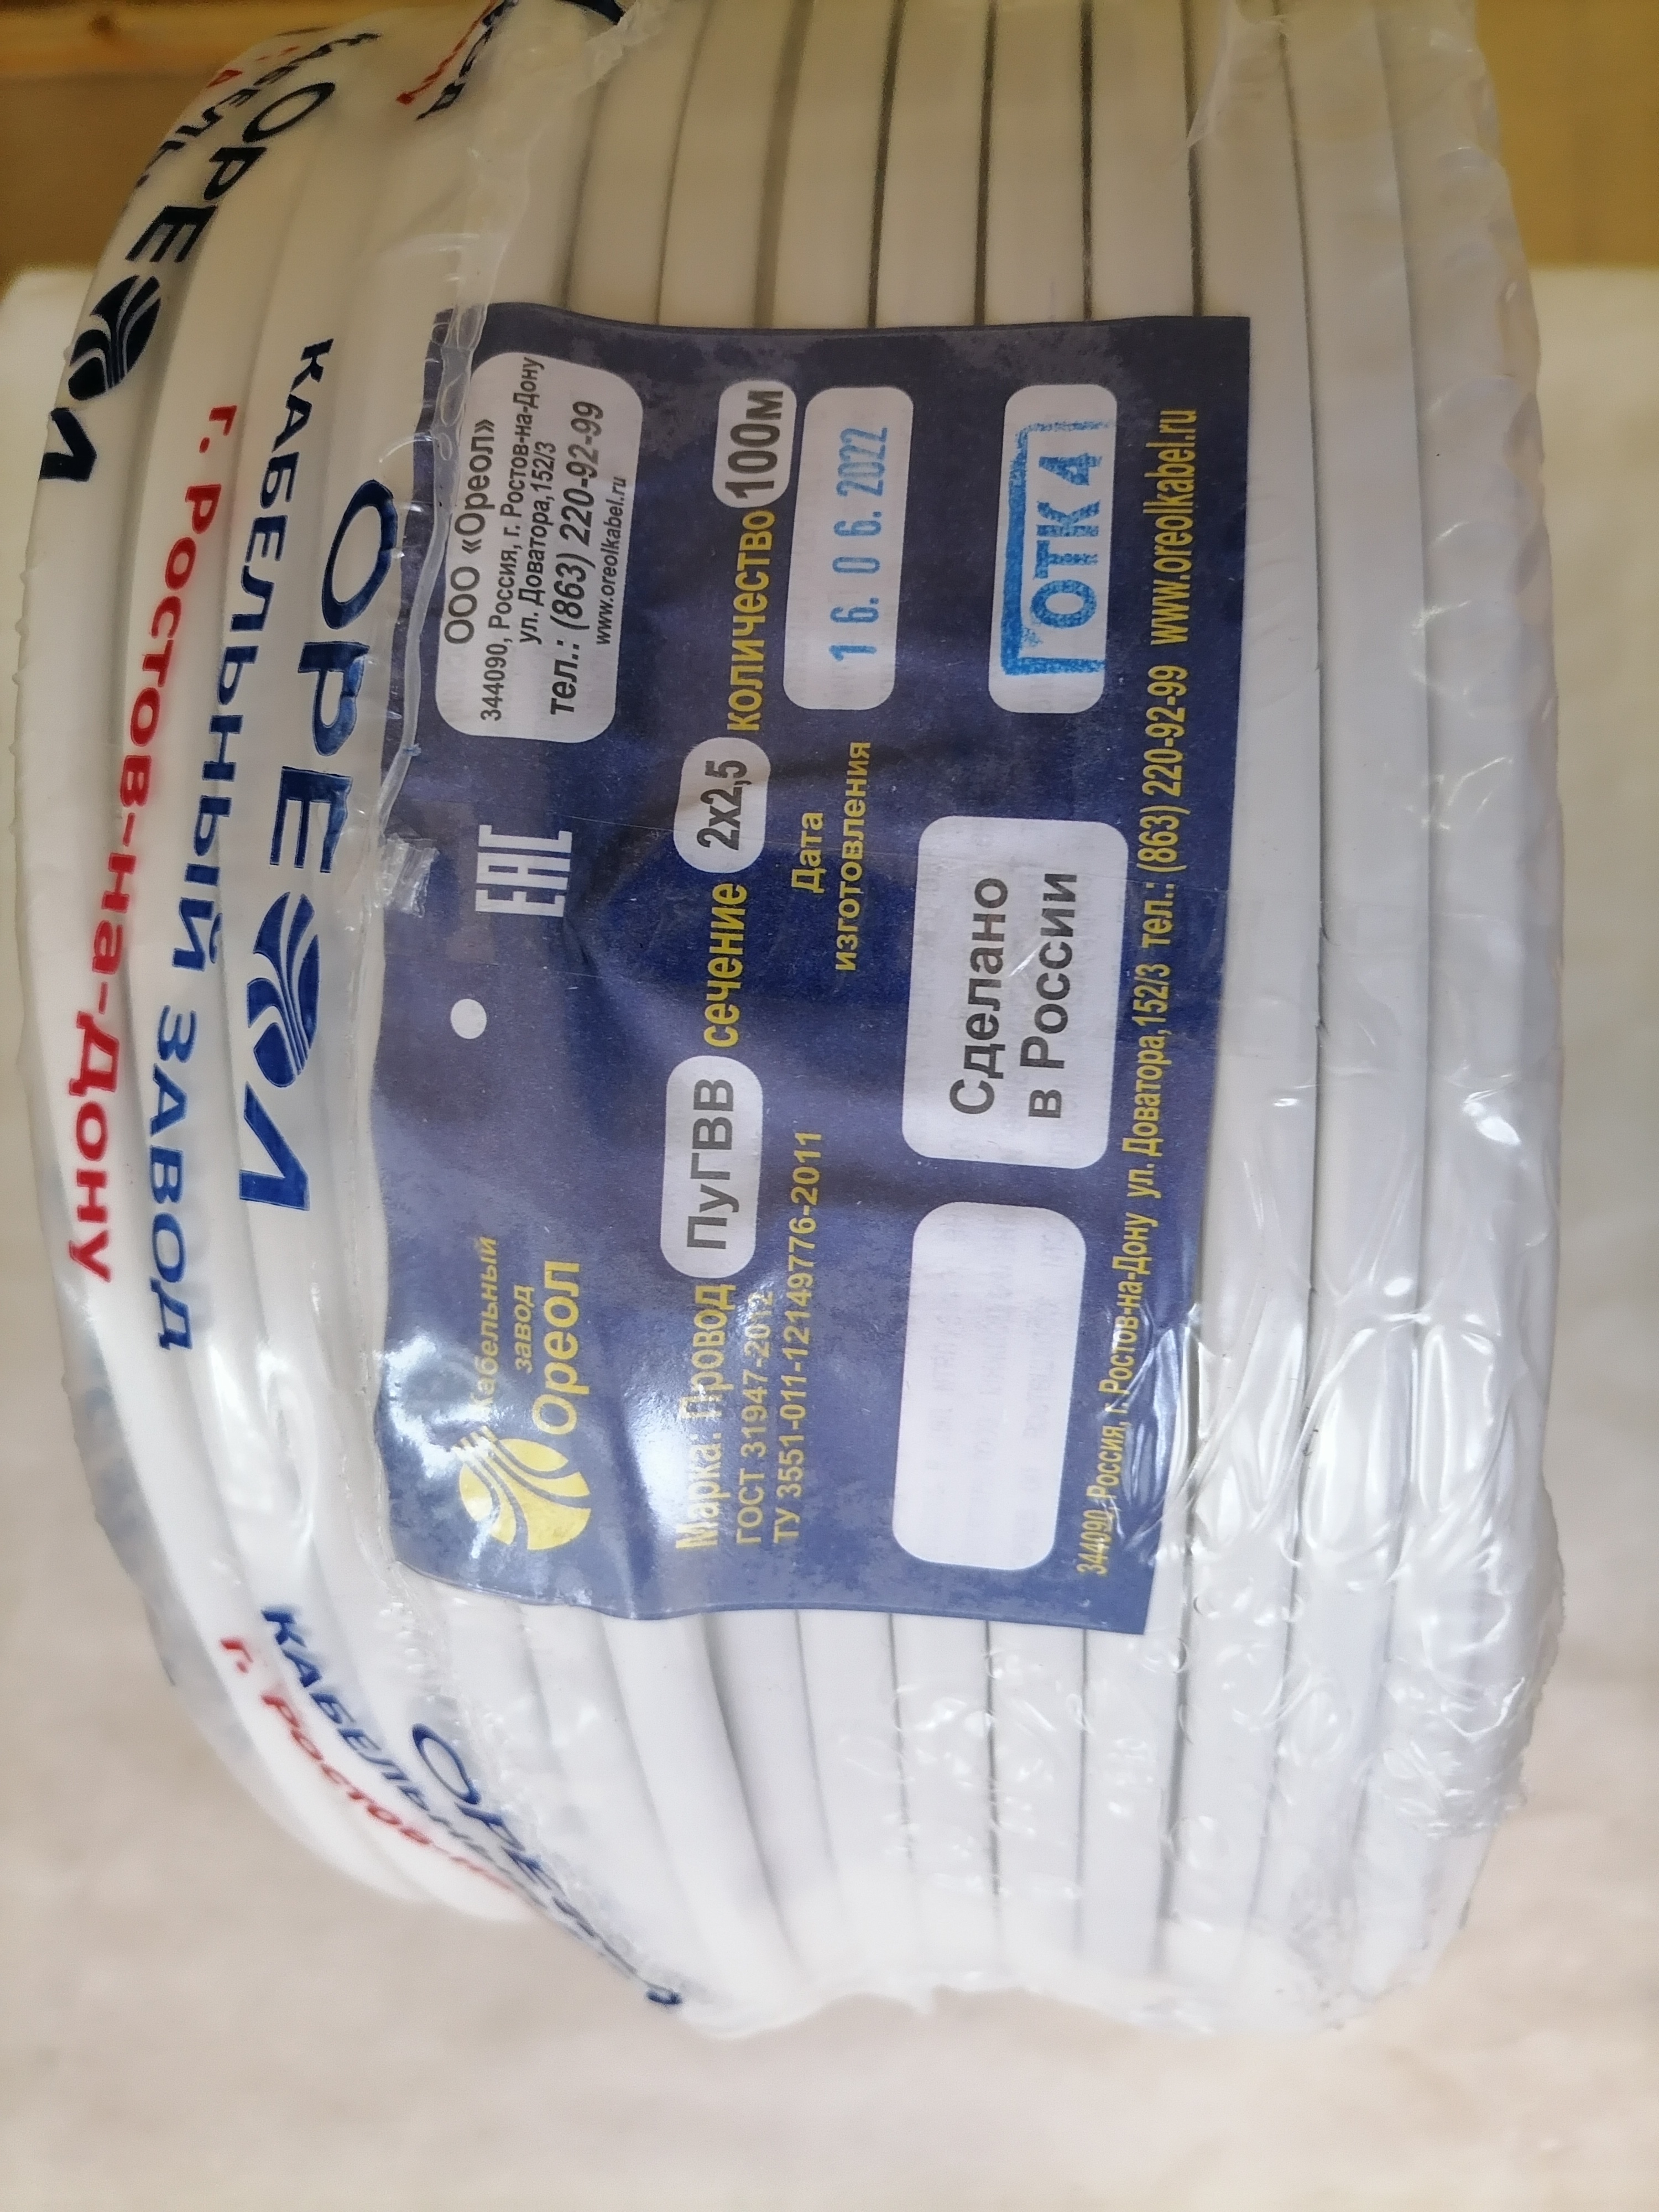 ОРЕОЛ
КАБЕЛЬНЫЙ ЗАВОД
г. Ростов-на-Дону
ОРЕОЛ
г. Ростов
Кабельный
завод
Ореол
ЕАС
ООО «Ореол»
344090, Россия, г. Ростов-на-Дону
ул. Доватора,152/3
тел.: (863) 220-92-99
www.oreolkabel.ru
Марка: Провод ПуГВВ сечение 2х2,5 количество 100м
ГОСТ 31947-2012
ТУ 3551-011-12149776-2011
Дата
изготовления
16.06.2022
Сделано
в России
ОТК 4
344090, Россия, г. Ростов-на-Дону ул. Доватора,152/3 тел.: (863) 220-92-99 www.oreolkabel.ru